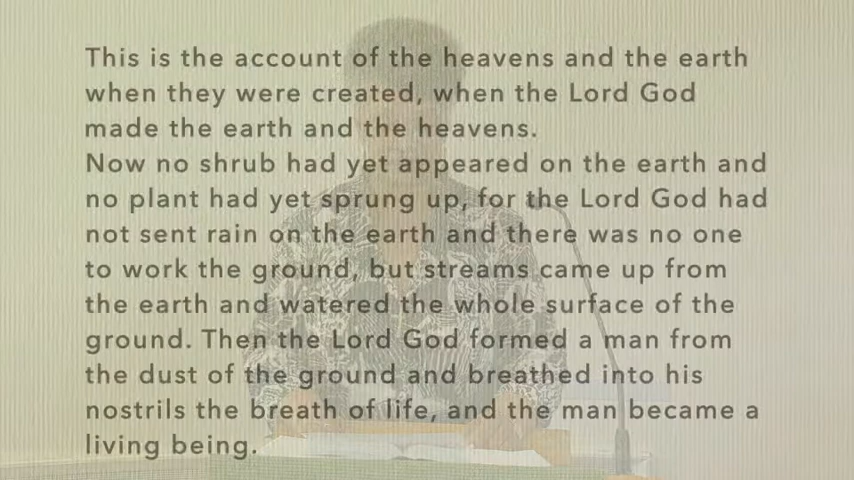 This is the account of the heavens and the earth
when they were created, when the Lord God
made the earth and the heavens.
Now no shrub had yet appeared on the earth and
no plant had yet sprung up, for the Lord God had
not sent rain on the earth and there was no one
to work the ground, but streams came up from
the earth and watered the whole surface of the
ground. Then the Lord God formed a man from
the dust of the ground and breathed into his
nostrils the breath of life, and the man became a
living being.